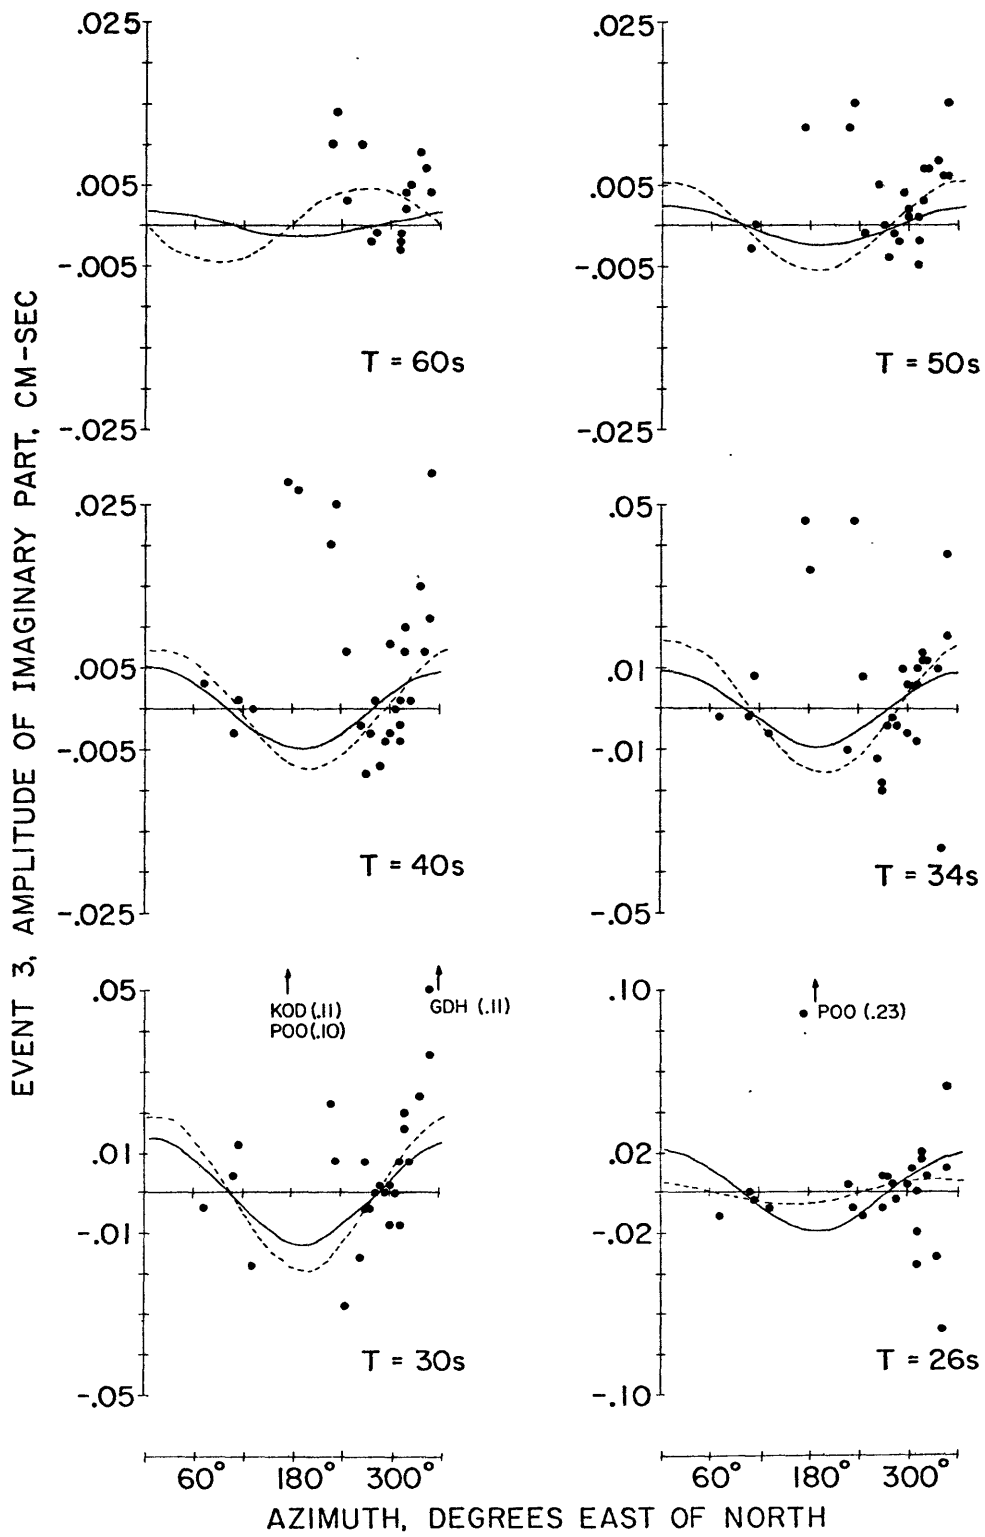 EVENT 3, AMPLITUDE OF IMAGINARY PART, CM-SEC
.025
.005
-.005
-.025
T = 60s
.025
.005
-.005
-.025
T = 50s
.025
.005
-.005
-.025
T = 40s
.05
.01
-.01
-.05
T = 34s
.05
.01
-.01
-.05
KOD (.11)
POO (.10)
GDH (.11)
T = 30s
.10
.02
-.02
-.10
POO (.23)
T = 26s
60° 180° 300°
60° 180° 300°
AZIMUTH, DEGREES EAST OF NORTH